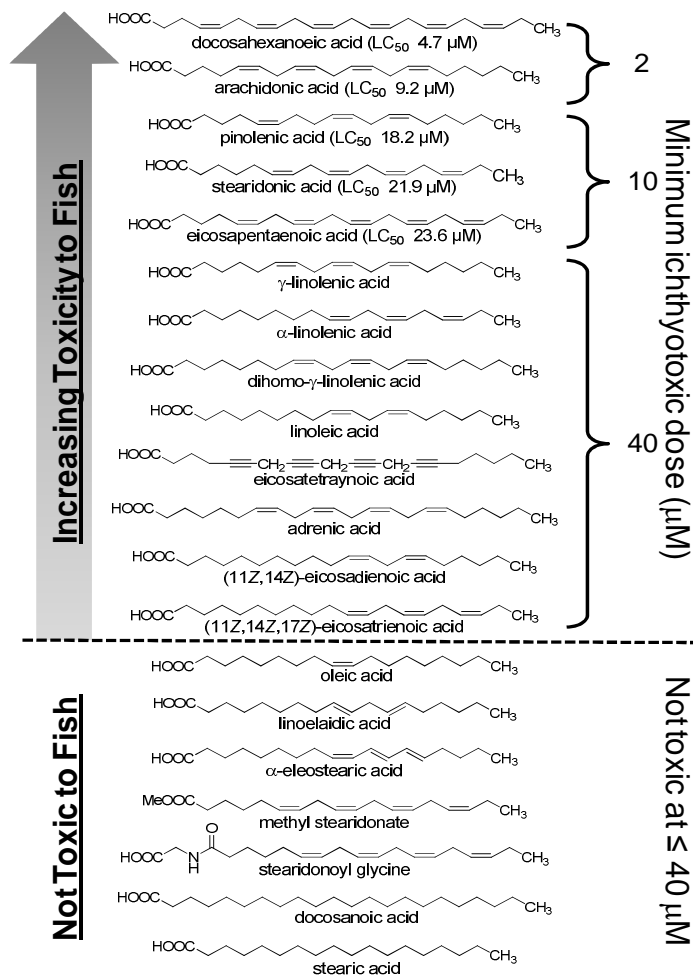 HOOC CH₃
docosahexanoeic acid (LC₅₀ 4.7 µM)
HOOC CH₃
arachidonic acid (LC₅₀ 9.2 µM)
2
HOOC CH₃
pinolenic acid (LC₅₀ 18.2 µM)
HOOC CH₃
stearidonic acid (LC₅₀ 21.9 µM)
HOOC CH₃
eicosapentaenoic acid (LC₅₀ 23.6 µM)
10
HOOC CH₃
γ-linolenic acid
HOOC CH₃
α-linolenic acid
HOOC CH₃
dihomo-γ-linolenic acid
HOOC CH₃
linoleic acid
HOOC CH₂ CH₂ CH₂ CH₃
eicosatetraynoic acid
HOOC CH₃
adrenic acid
HOOC CH₃
(11Z,14Z)-eicosadienoic acid
HOOC CH₃
(11Z,14Z,17Z)-eicosatrienoic acid
40
Increasing Toxicity to Fish
Minimum ichthyotoxic dose (µM)
HOOC CH₃
oleic acid
HOOC CH₃
linoelaidic acid
HOOC CH₃
α-eleostearic acid
MeOOC CH₃
methyl stearidonate
HOOC N H O CH₃
stearidonoyl glycine
HOOC CH₃
docosanoic acid
HOOC CH₃
stearic acid
Not Toxic to Fish
Not toxic at ≤ 40 µM